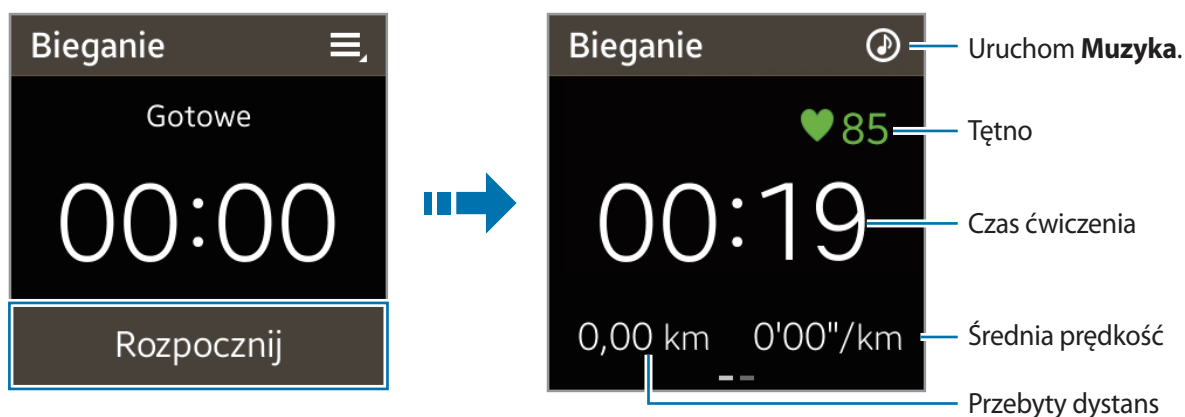 Bieganie
Gotowe
00:00
Rozpocznij
Bieganie
85
00:19
0,00 km 0'00"/km
Uruchom Muzyka.
Tętno
Czas ćwiczenia
Średnia prędkość
Przebyty dystans